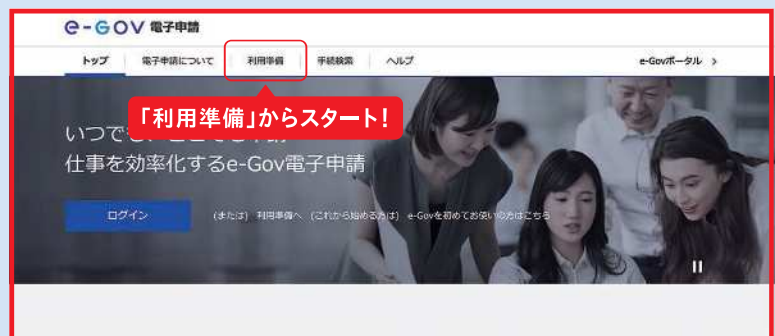 e-GOV 電子申請
トップ 電子申請について 利用準備 手続検索 ヘルプ e-Govポータル >
「利用準備」からスタート!
いつでも
仕事を効率化するe-Gov電子申請
ログイン (または) 利用準備へ (これから始める方は) e-Govを初めてお使いの方はこちら